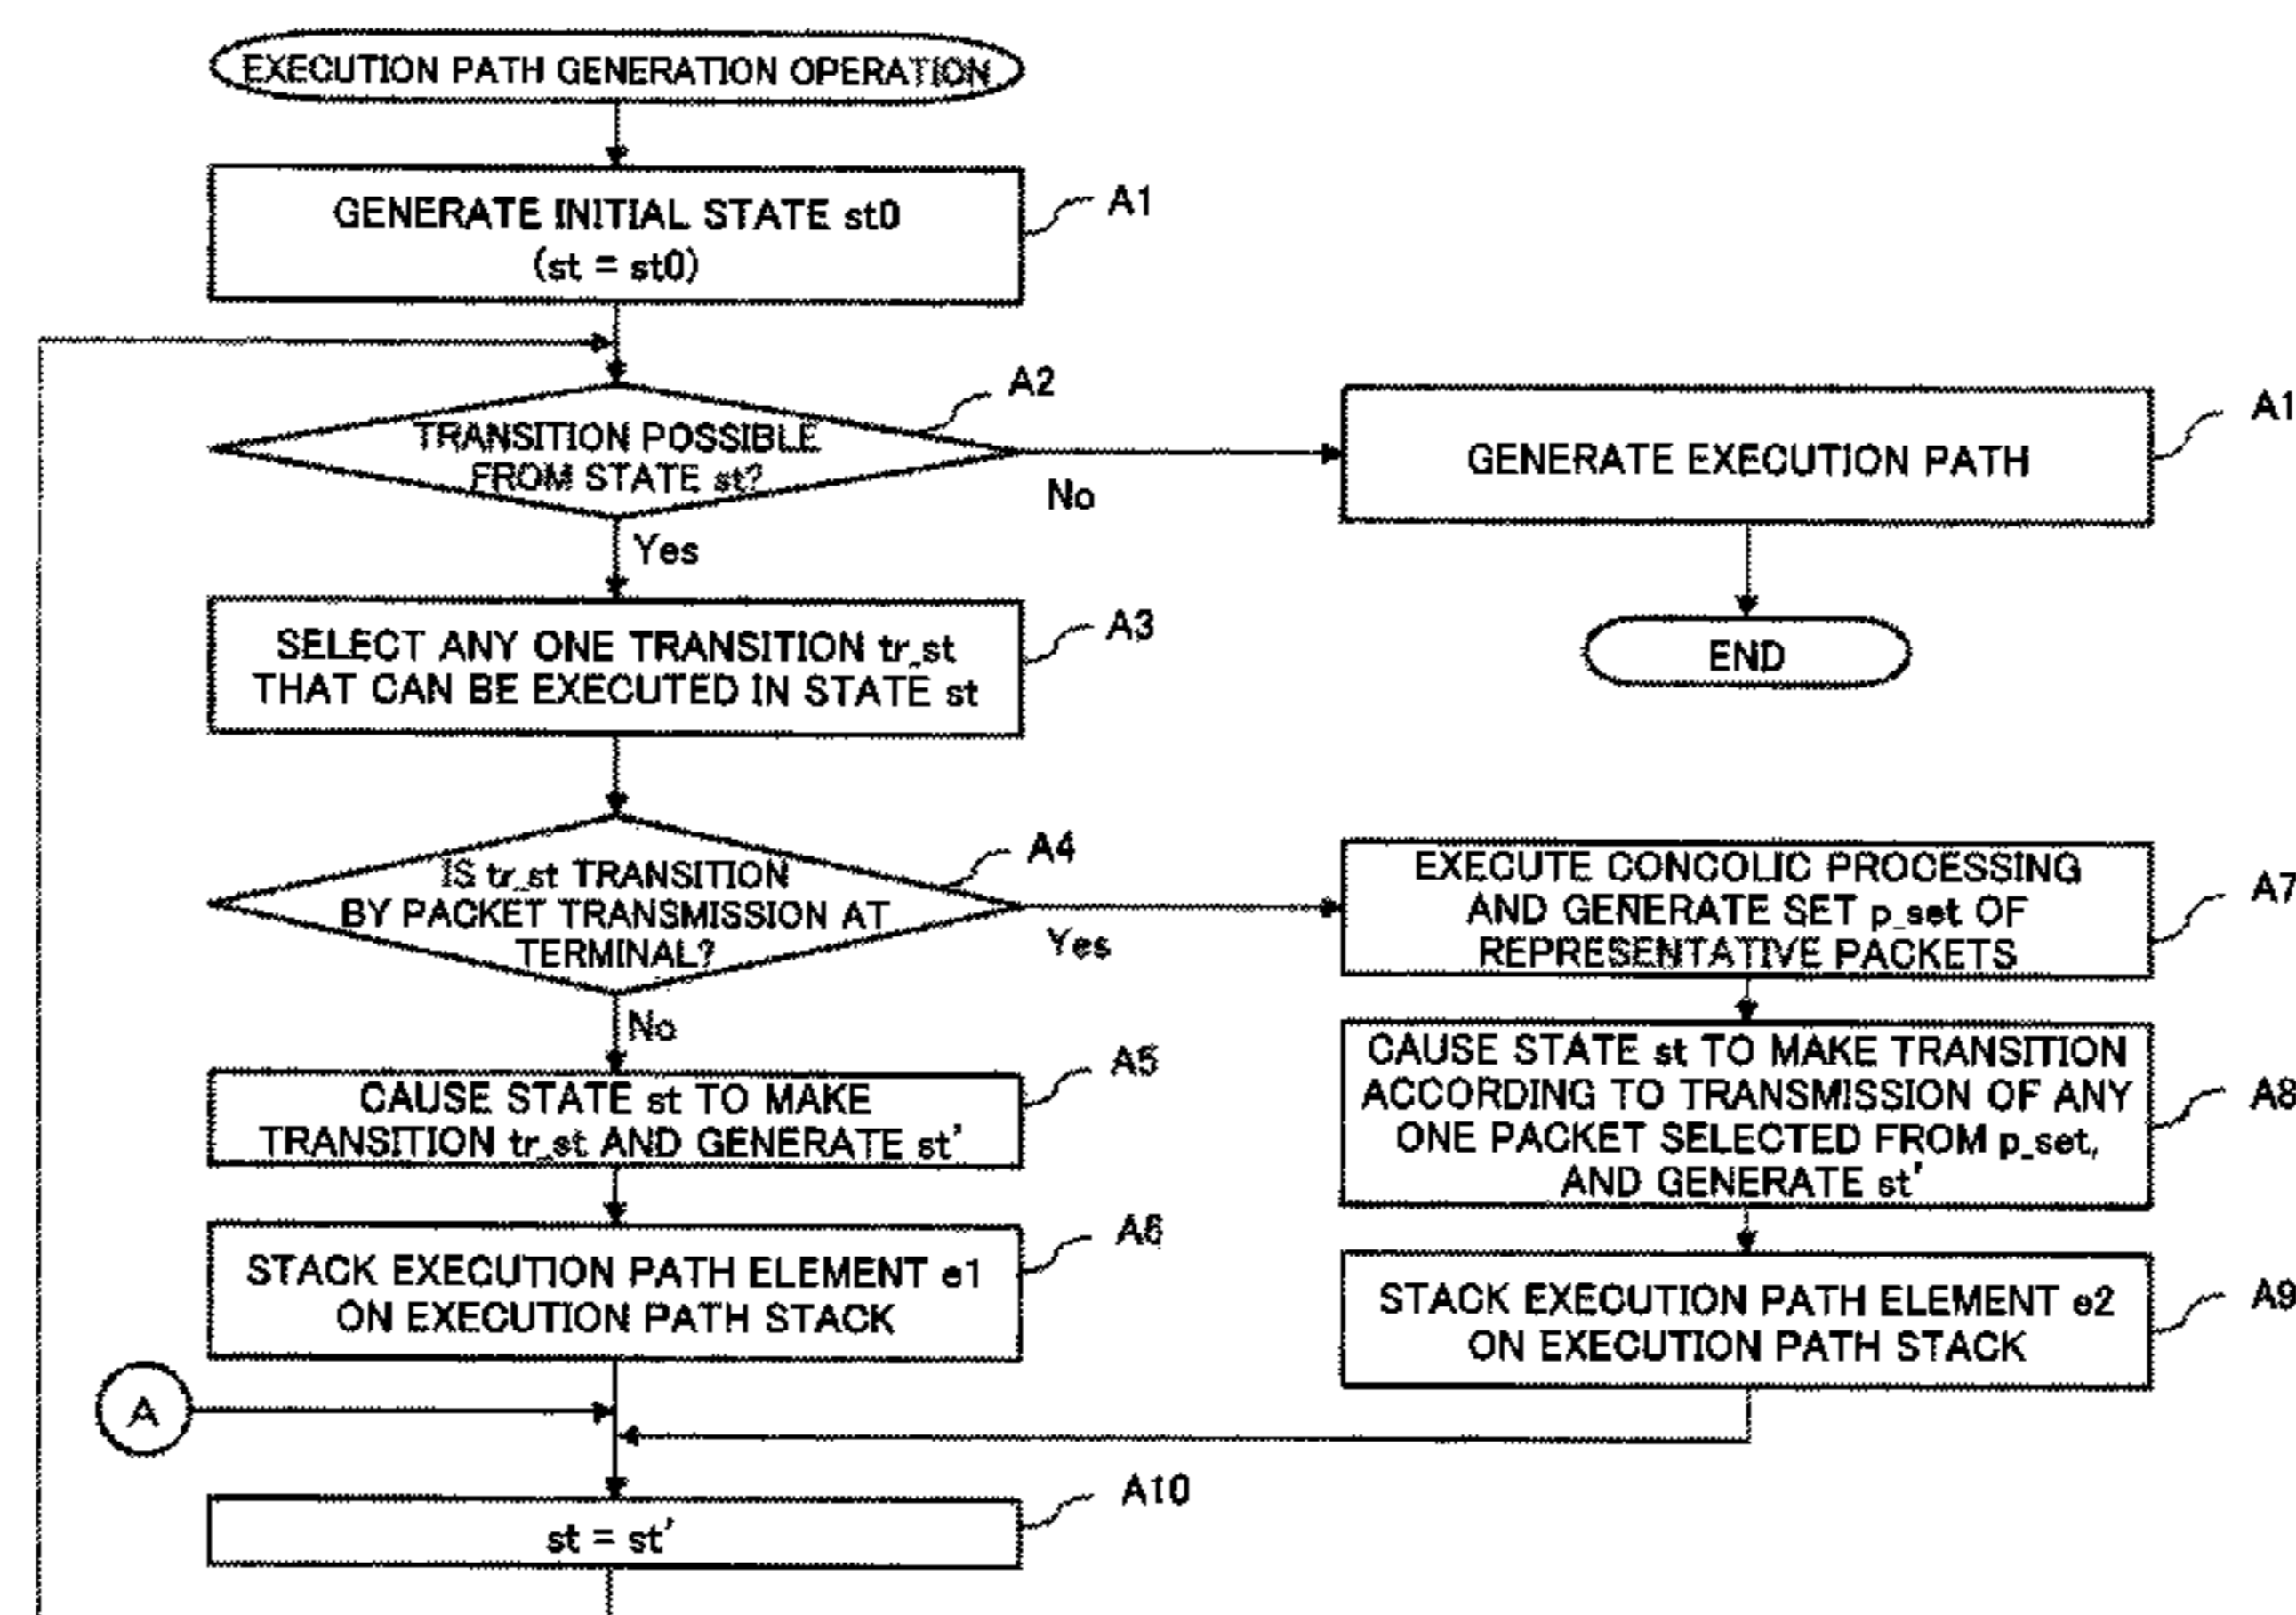 EXECUTION PATH GENERATION OPERATION
GENERATE INITIAL STATE st0
(st = st0)
A1
A2
TRANSITION POSSIBLE
FROM STATE st?
No
Yes
GENERATE EXECUTION PATH
A1
END
SELECT ANY ONE TRANSITION tr_st
THAT CAN BE EXECUTED IN STATE st
A3
A4
IS tr_st TRANSITION
BY PACKET TRANSMISSION AT
TERMINAL?
Yes
No
EXECUTE CONCOLIC PROCESSING
AND GENERATE SET p_set OF
REPRESENTATIVE PACKETS
A7
CAUSE STATE st TO MAKE
TRANSITION tr_st AND GENERATE st'
A5
CAUSE STATE st TO MAKE TRANSITION
ACCORDING TO TRANSMISSION OF ANY
ONE PACKET SELECTED FROM p_set,
AND GENERATE st'
A8
STACK EXECUTION PATH ELEMENT e1
ON EXECUTION PATH STACK
A6
STACK EXECUTION PATH ELEMENT e2
ON EXECUTION PATH STACK
A9
A
A10
st = st'